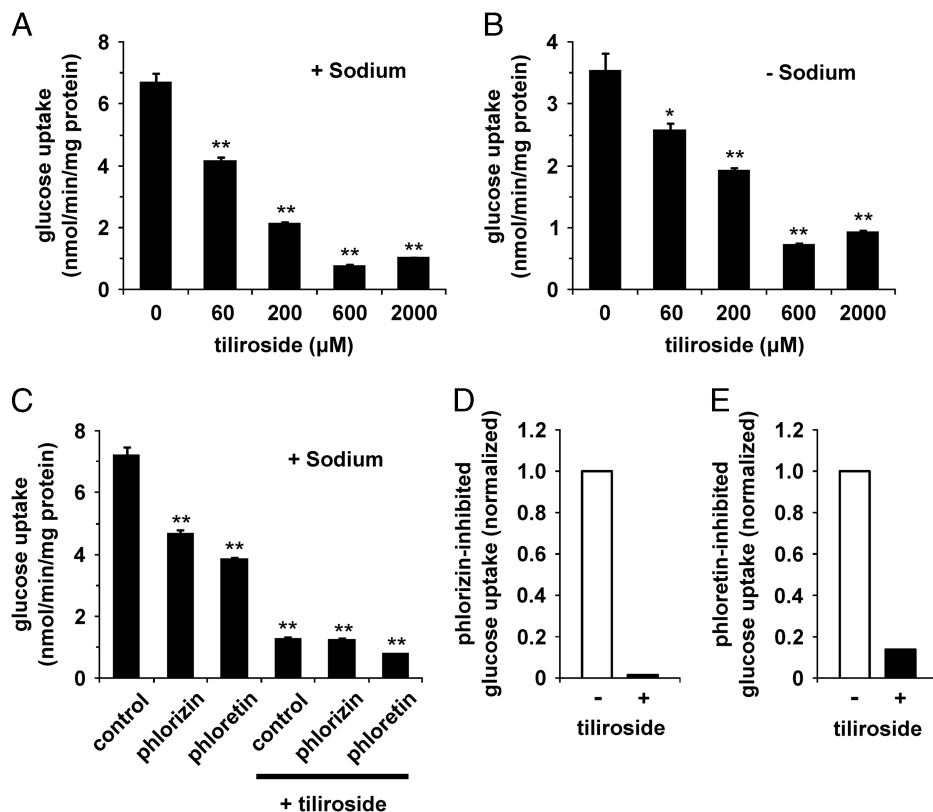 A
glucose uptake
(nmol/min/mg protein)
8
6
4
2
0
+ Sodium
**
**
**
**
0 60 200 600 2000
tiliroside (µM)
B
glucose uptake
(nmol/min/mg protein)
4
3
2
1
0
- Sodium
*
**
**
**
0 60 200 600 2000
tiliroside (µM)
C
glucose uptake
(nmol/min/mg protein)
8
6
4
2
0
+ Sodium
**
**
**
**
**
control
phlorizin
phloretin
control
phlorizin
phloretin
+ tiliroside
D
phlorizin-inhibited
glucose uptake (normalized)
1.2
1.0
0.8
0.6
0.4
0.2
0
- +
tiliroside
E
phloretin-inhibited
glucose uptake (normalized)
1.2
1.0
0.8
0.6
0.4
0.2
0
- +
tiliroside